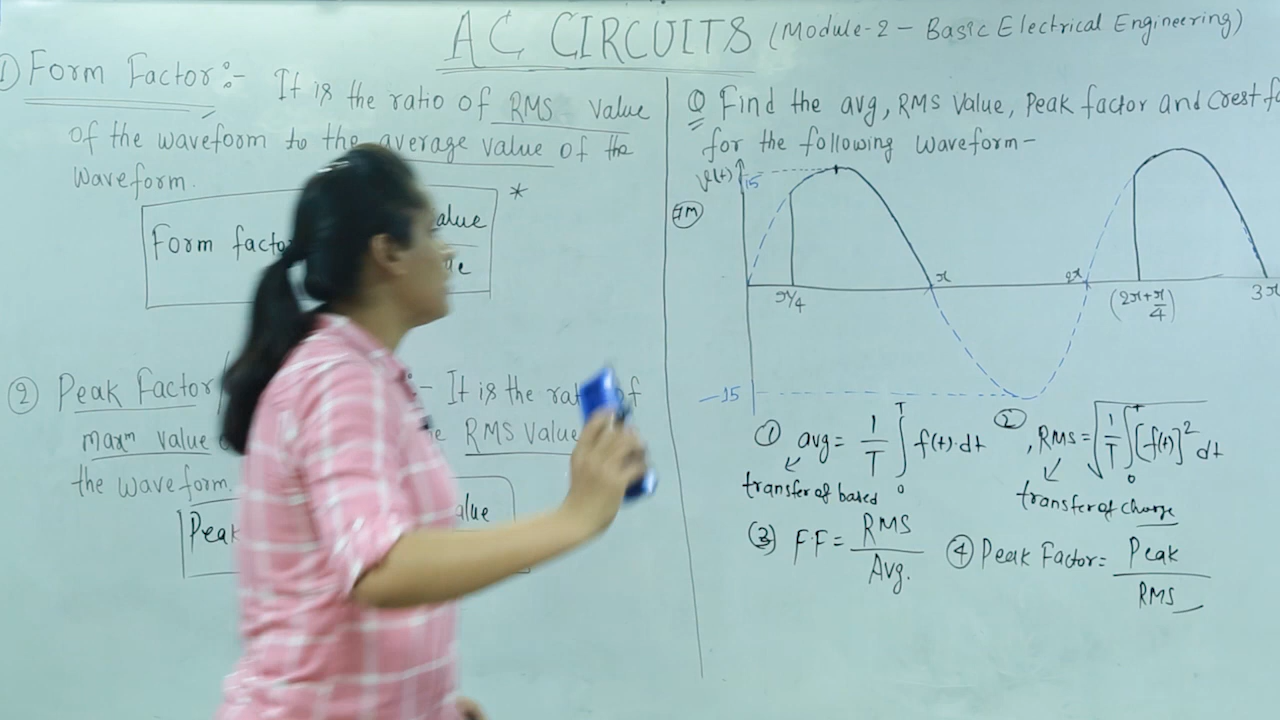 AC CIRCUITS (Module-2 – Basic Electrical Engineering)
① Form Factor:- It is the ratio of RMS value
of the waveform to the average value of the
Waveform.
Form facto alue *
Q Find the avg, RMS Value, Peak factor and Crest fa
for the following waveform -
7M
v(t)
15
π/4
π
2π
(2π+π/4)
3π
-15
② Peak Factor :- It is the rat of
maxm value RMS Value
the waveform.
Peak alue
① avg = 1/T ∫₀ᵀ f(t)·dt
transfer of based
②, RMS = √(1/T ∫₀ᵀ [f(t)]² dt
transfer of charge
③ F·F = RMS/Avg.
④ Peak Factor = Peak/RMS